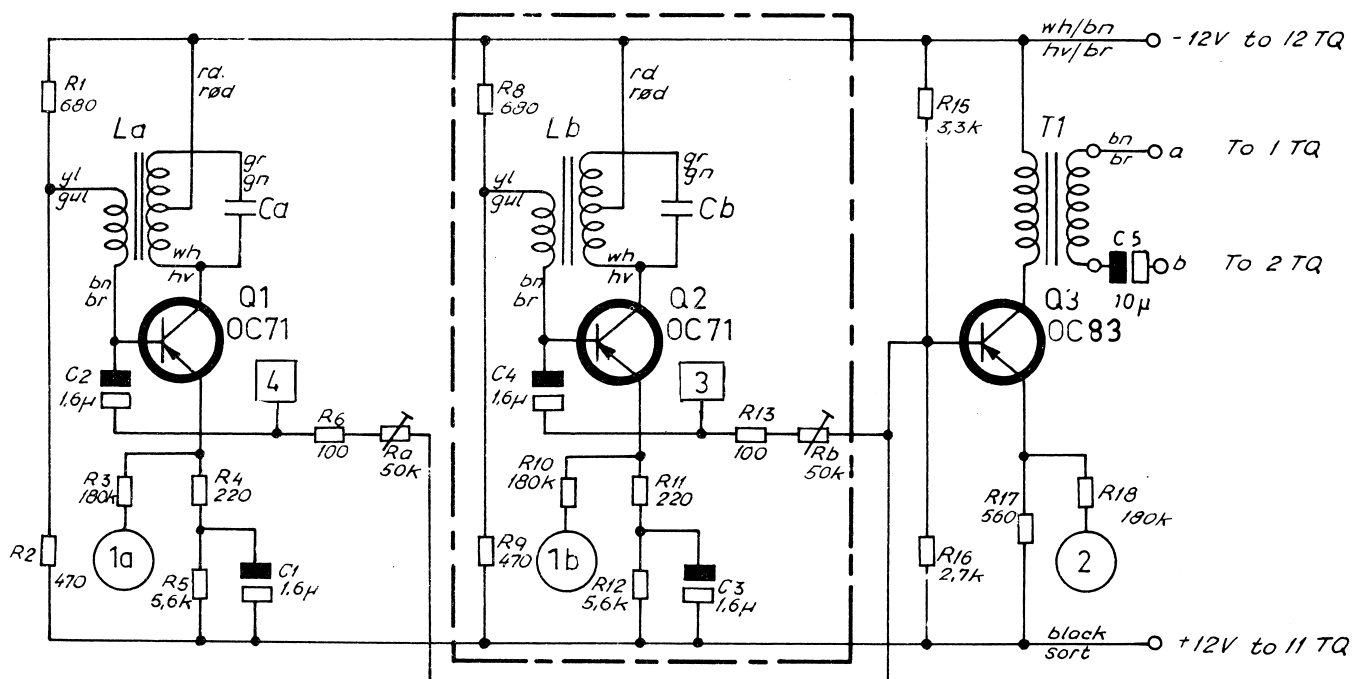 wh/bn
hv/br
-12V to 12 TQ
R1
680
rd.
rød
La
yl
gul
gr
gn
Ca
wh
hv
bn
br
Q1
OC71
C2
1,6µ
4
R6
100
Ra
50k
R3
180k
R4
220
1a
R2
470
R5
5,6k
C1
1,6µ
R8
680
rd
rød
Lb
yl
gul
gr
gn
Cb
wh
hv
bn
br
Q2
OC71
C4
1,6µ
3
R13
100
Rb
50k
R10
180k
R11
220
1b
R9
470
R12
5,6k
C3
1,6µ
R15
3,3k
T1
bn
br
a
To 1 TQ
C5
10µ
b
To 2 TQ
Q3
OC83
R17
560
R18
180k
R16
2,7k
2
black
sort
+12V to 11 TQ